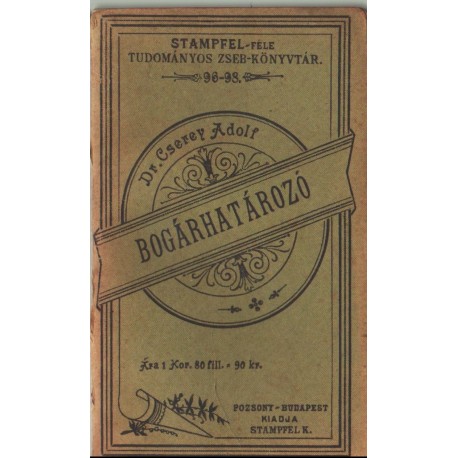 STAMPFEL-FÉLE
TUDOMÁNYOS ZSEB-KÖNYVTÁR.
96-98.
Dr. Cserey Adolf
BOGÁRHATÁROZÓ
Ára 1 Kor. 80 fill. = 90 kr.
POZSONY-BUDAPEST
KIADJA
STAMPFEL K.